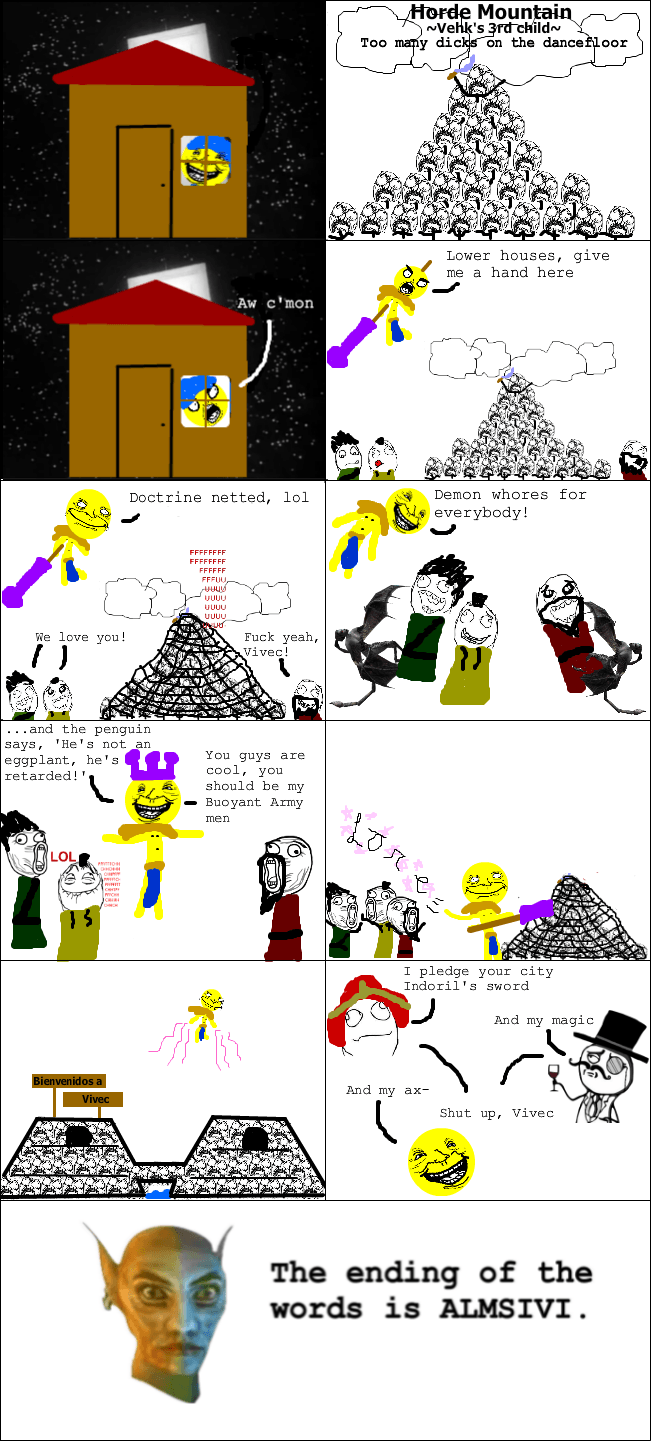 Horde Mountain
~Vehk's 3rd child~
Too many dicks on the dancefloor
Aw c'mon
Lower houses, give
me a hand here
Doctrine netted, lol
FFFFFFFF
FFFFFFFF
FFFFFF
FFFUU
UUUU
UUUU
UUU
UUU
UU
We love you!
Fuck yeah,
Vivec!
Demon whores for
everybody!
...and the penguin
says, 'He's not an
eggplant, he's
retarded!'
You guys are
cool, you
should be my
Buoyant Army
men
LOL
Bienvenidos a
Vivec
I pledge your city
Indoril's sword
And my magic
And my ax-
Shut up, Vivec
The ending of the
words is ALMSIVI.